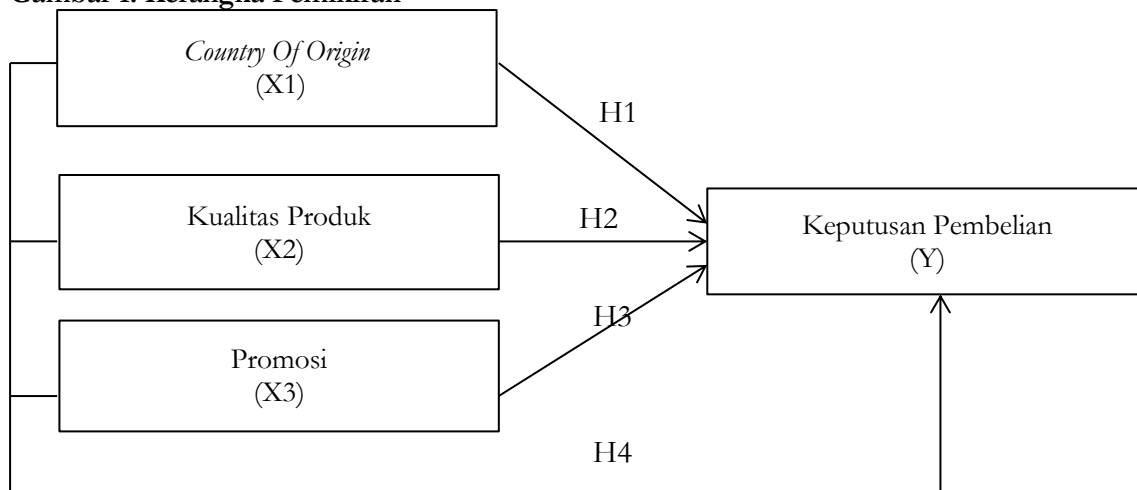 Gambar 1. Kerangka Pemikiran
Country Of Origin
(X1)
H1
Kualitas Produk
(X2)
H2
Keputusan Pembelian
(Y)
H3
Promosi
(X3)
H4